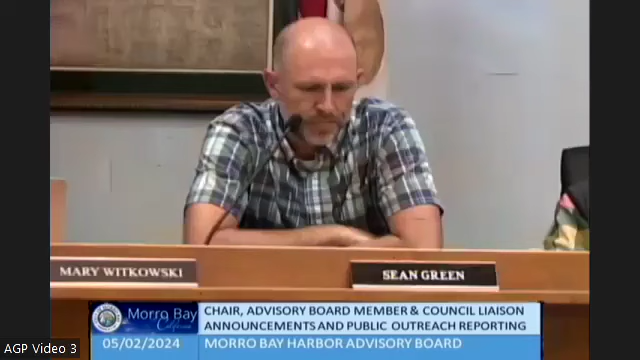 MARY WITKOWSKI
SEAN GREEN
Morro Bay
California
CHAIR, ADVISORY BOARD MEMBER & COUNCIL LIAISON
ANNOUNCEMENTS AND PUBLIC OUTREACH REPORTING
05/02/2024
MORRO BAY HARBOR ADVISORY BOARD
AGP Video 3